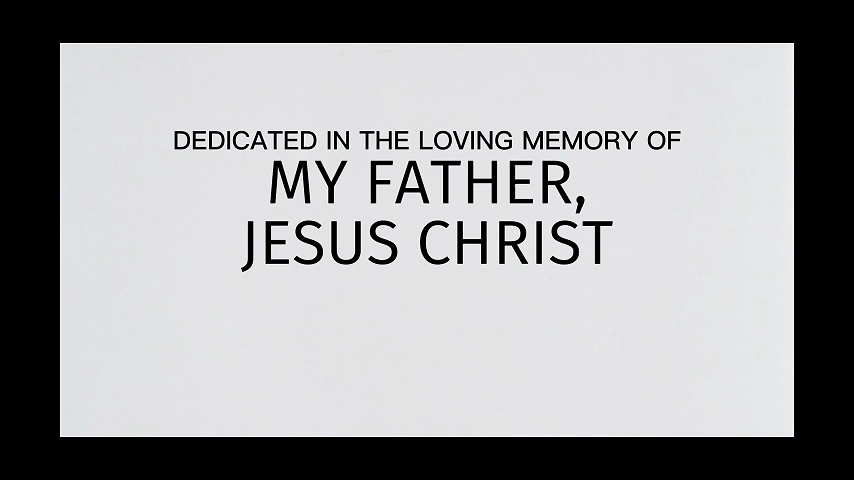 DEDICATED IN THE LOVING MEMORY OF
MY FATHER,
JESUS CHRIST